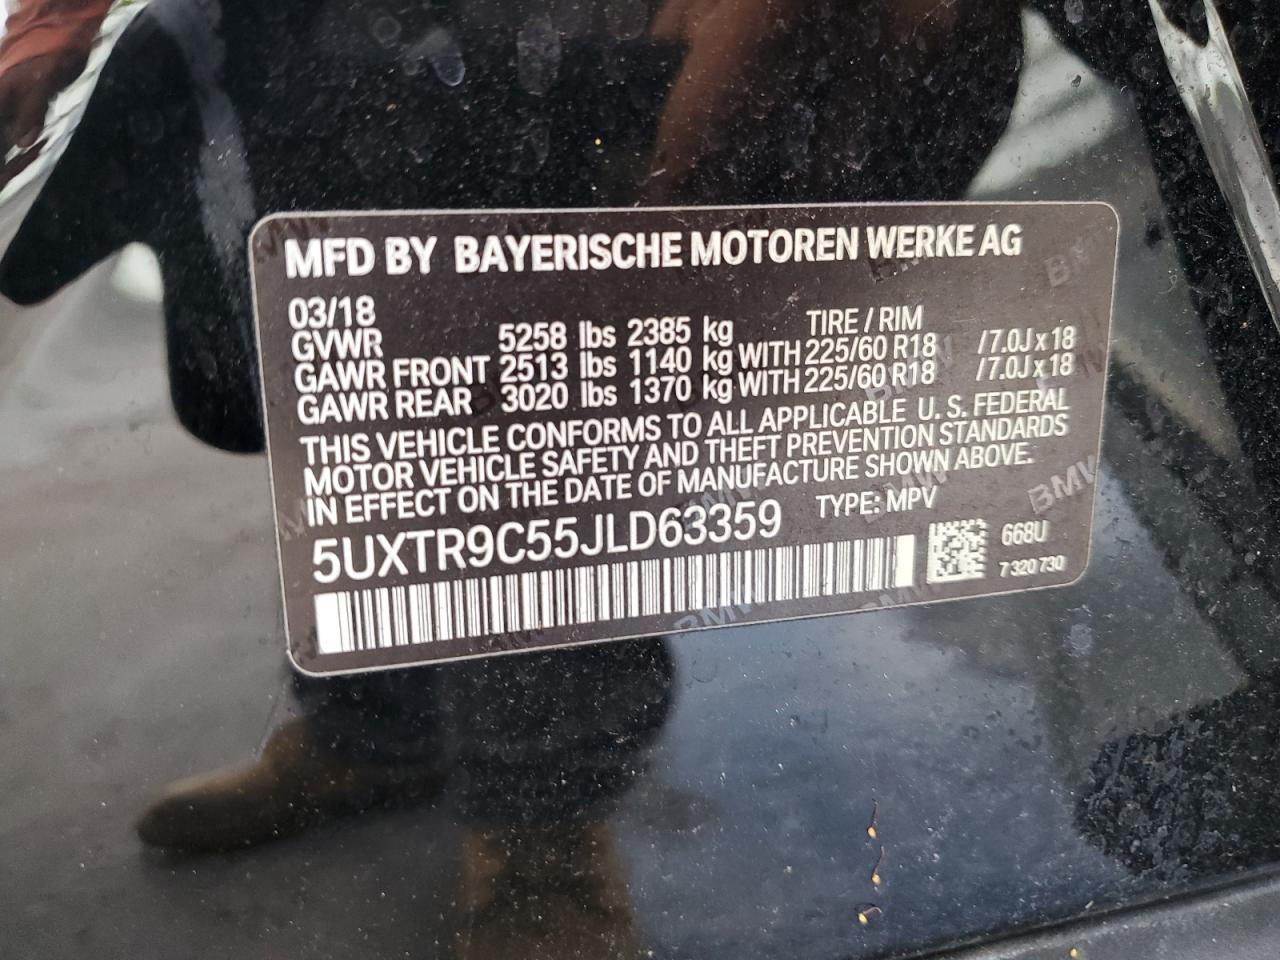 MFD BY BAYERISCHE MOTOREN WERKE AG
03/18 TIRE / RIM
GVWR 5258 lbs 2385 kg
GAWR FRONT 2513 lbs 1140 kg WITH 225/60 R18 /7.0J x 18
GAWR REAR 3020 lbs 1370 kg WITH 225/60 R18 /7.0J x 18
THIS VEHICLE CONFORMS TO ALL APPLICABLE U. S. FEDERAL
MOTOR VEHICLE SAFETY AND THEFT PREVENTION STANDARDS
IN EFFECT ON THE DATE OF MANUFACTURE SHOWN ABOVE.
5UXTR9C55JLD63359 TYPE: MPV
668U
7 320 730